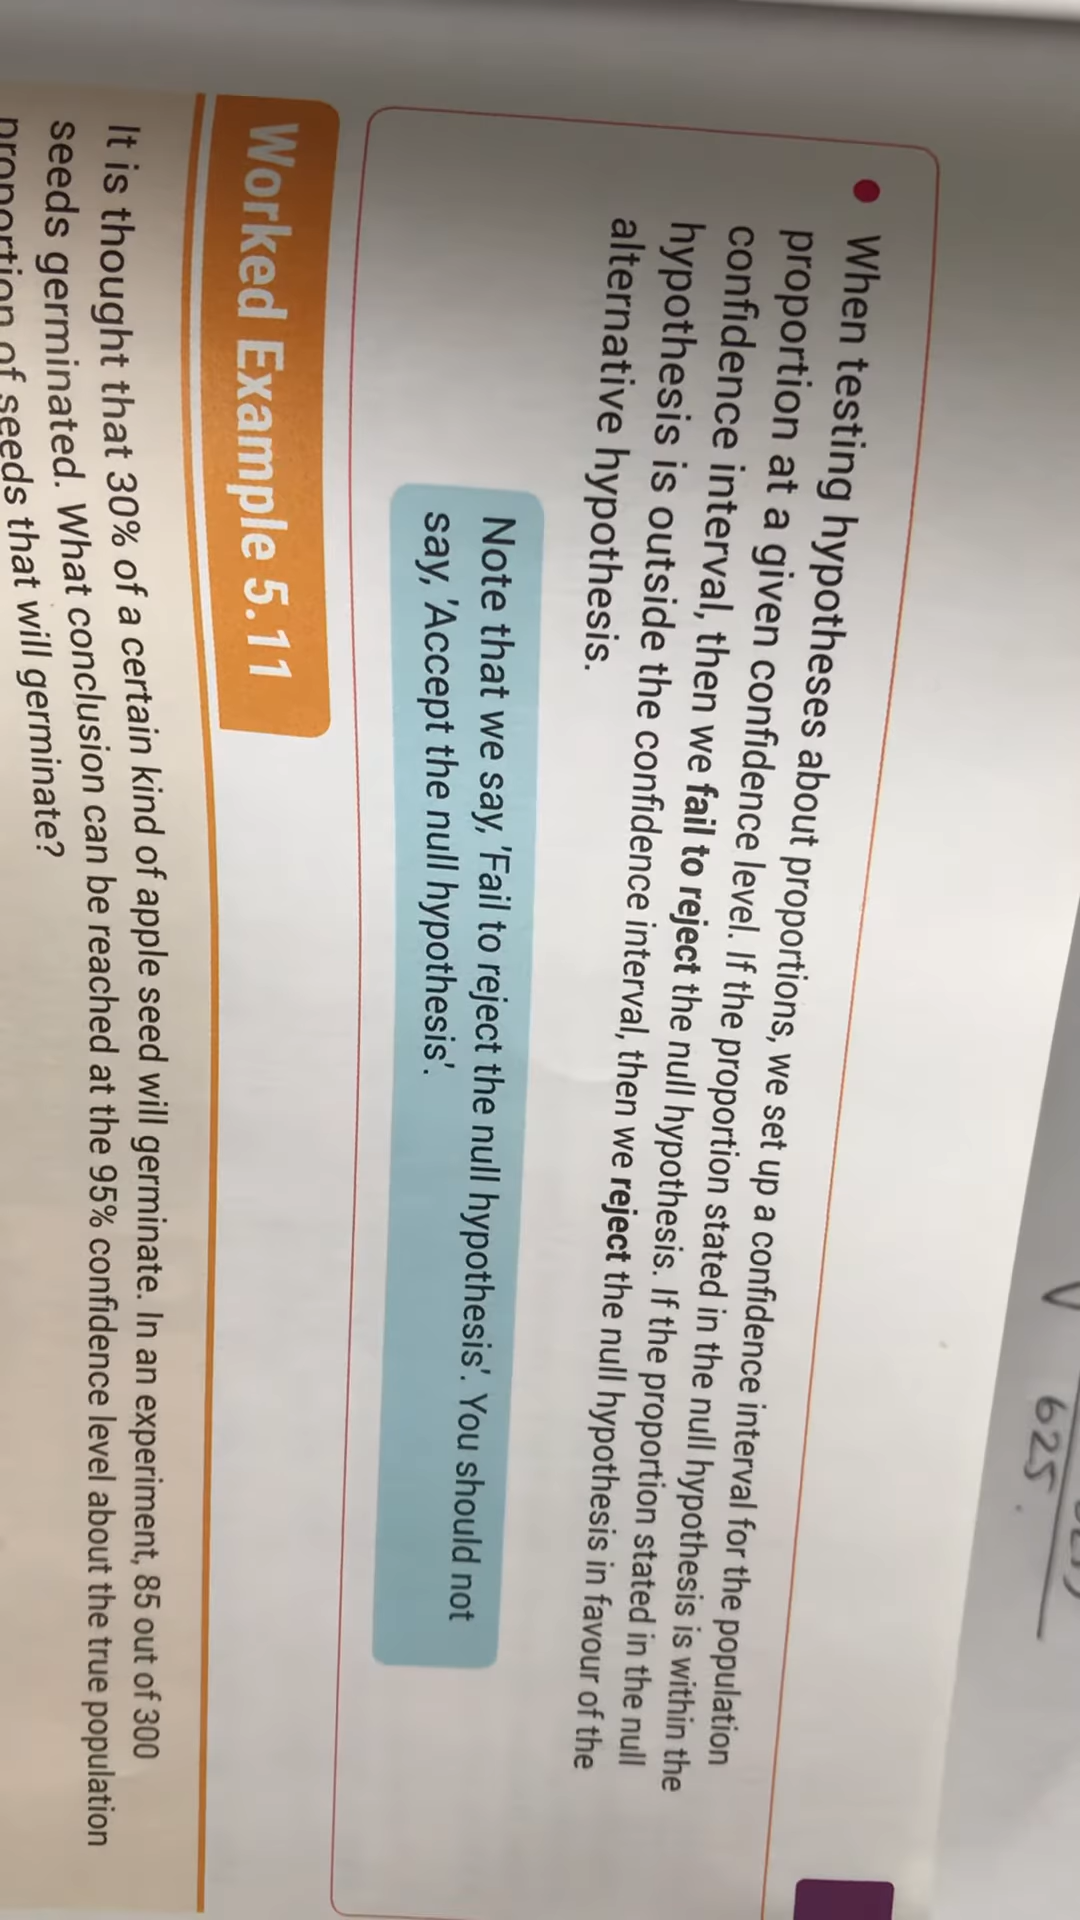 625.
• When testing hypotheses about proportions, we set up a confidence interval for the population
proportion at a given confidence level. If the proportion stated in the null hypothesis is within the
confidence interval, then we fail to reject the null hypothesis. If the proportion stated in the null
hypothesis is outside the confidence interval, then we reject the null hypothesis in favour of the
alternative hypothesis.
Note that we say, 'Fail to reject the null hypothesis'. You should not
say, 'Accept the null hypothesis'.
Worked Example 5.11
It is thought that 30% of a certain kind of apple seed will germinate. In an experiment, 85 out of 300
seeds germinated. What conclusion can be reached at the 95% confidence level about the true population
proportion of seeds that will germinate?